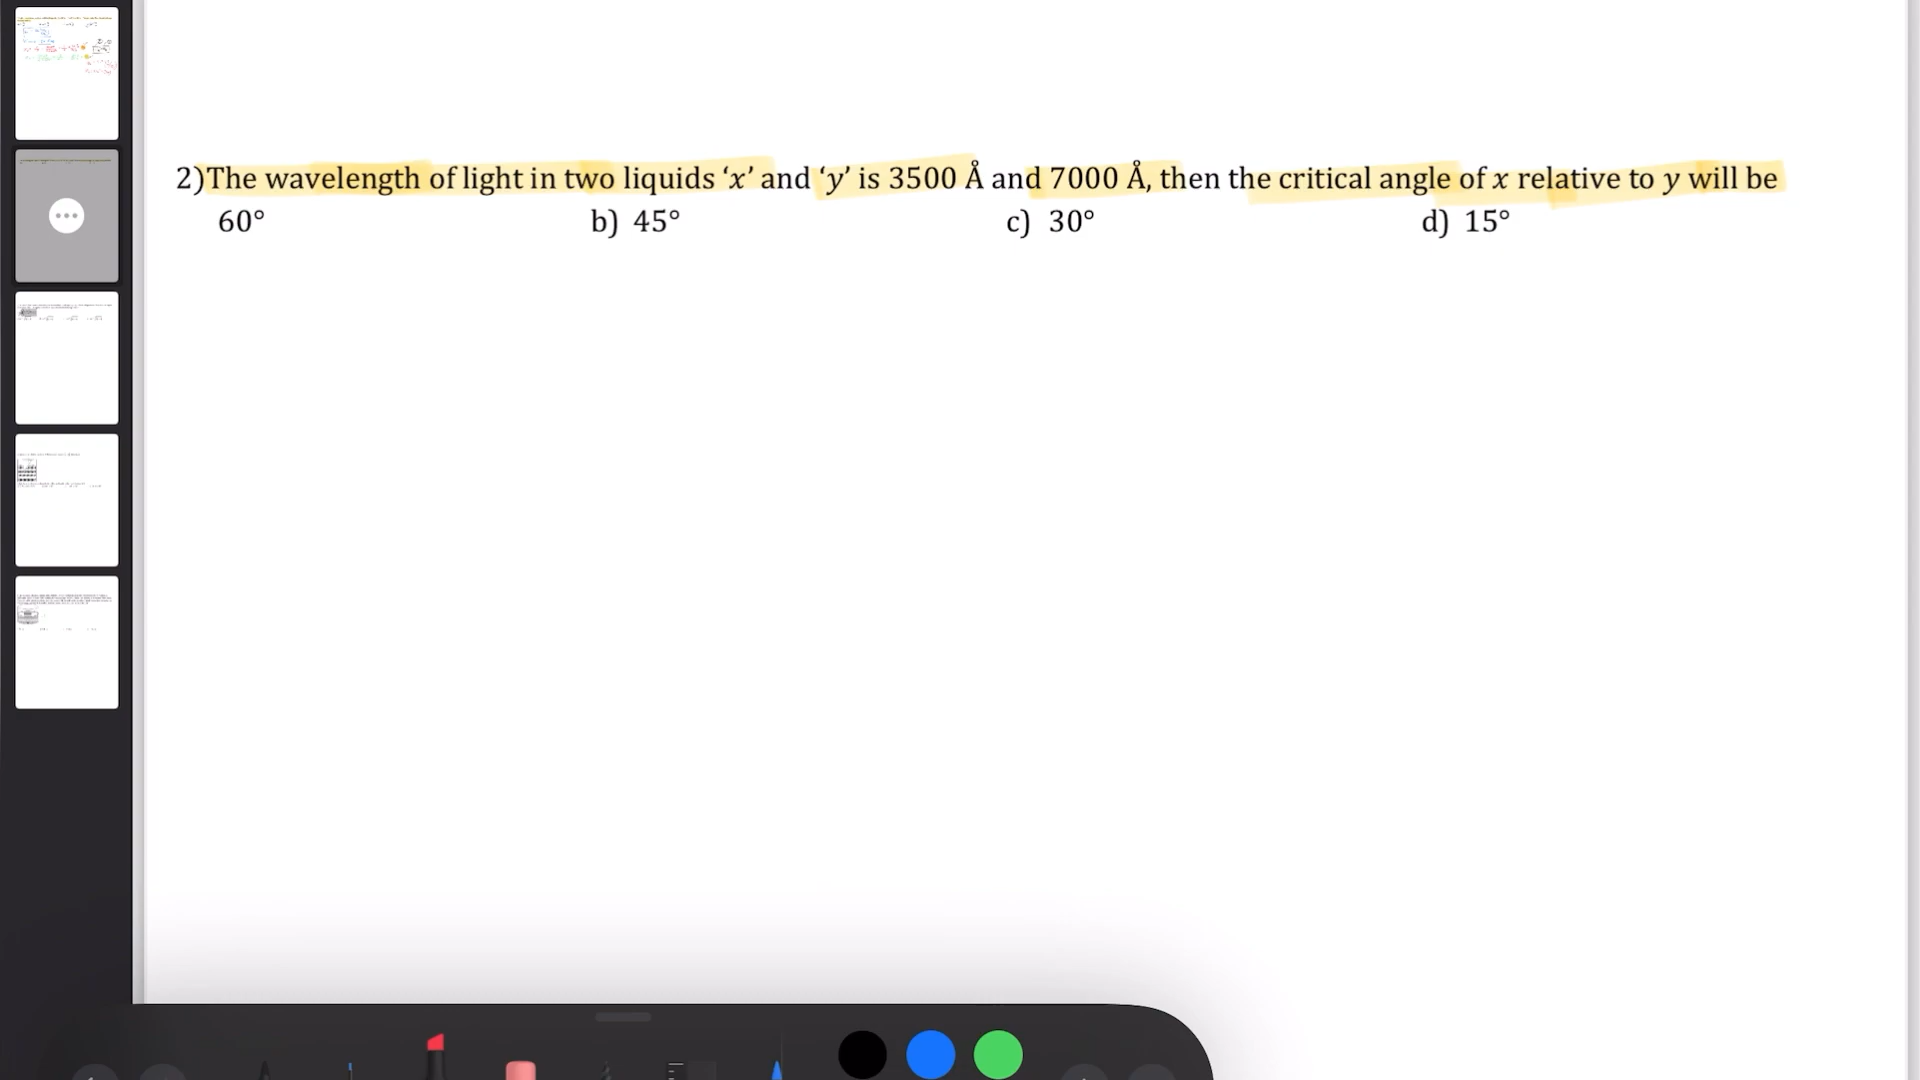 2)The wavelength of light in two liquids ‘x’ and ‘y’ is 3500 Å and 7000 Å, then the critical angle of x relative to y will be
60° b) 45° c) 30° d) 15°